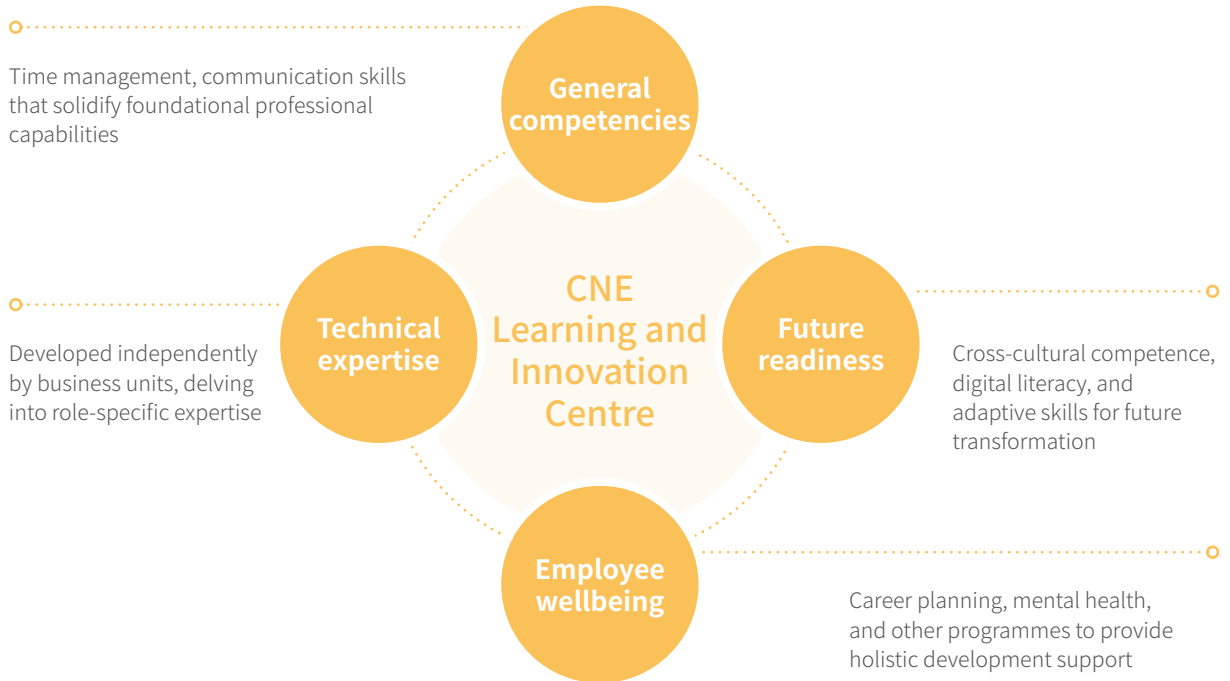 General
competencies
Time management, communication skills
that solidify foundational professional
capabilities
CNE
Learning and
Innovation
Centre
Technical
expertise
Developed independently
by business units, delving
into role-specific expertise
Future
readiness
Cross-cultural competence,
digital literacy, and
adaptive skills for future
transformation
Employee
wellbeing
Career planning, mental health,
and other programmes to provide
holistic development support